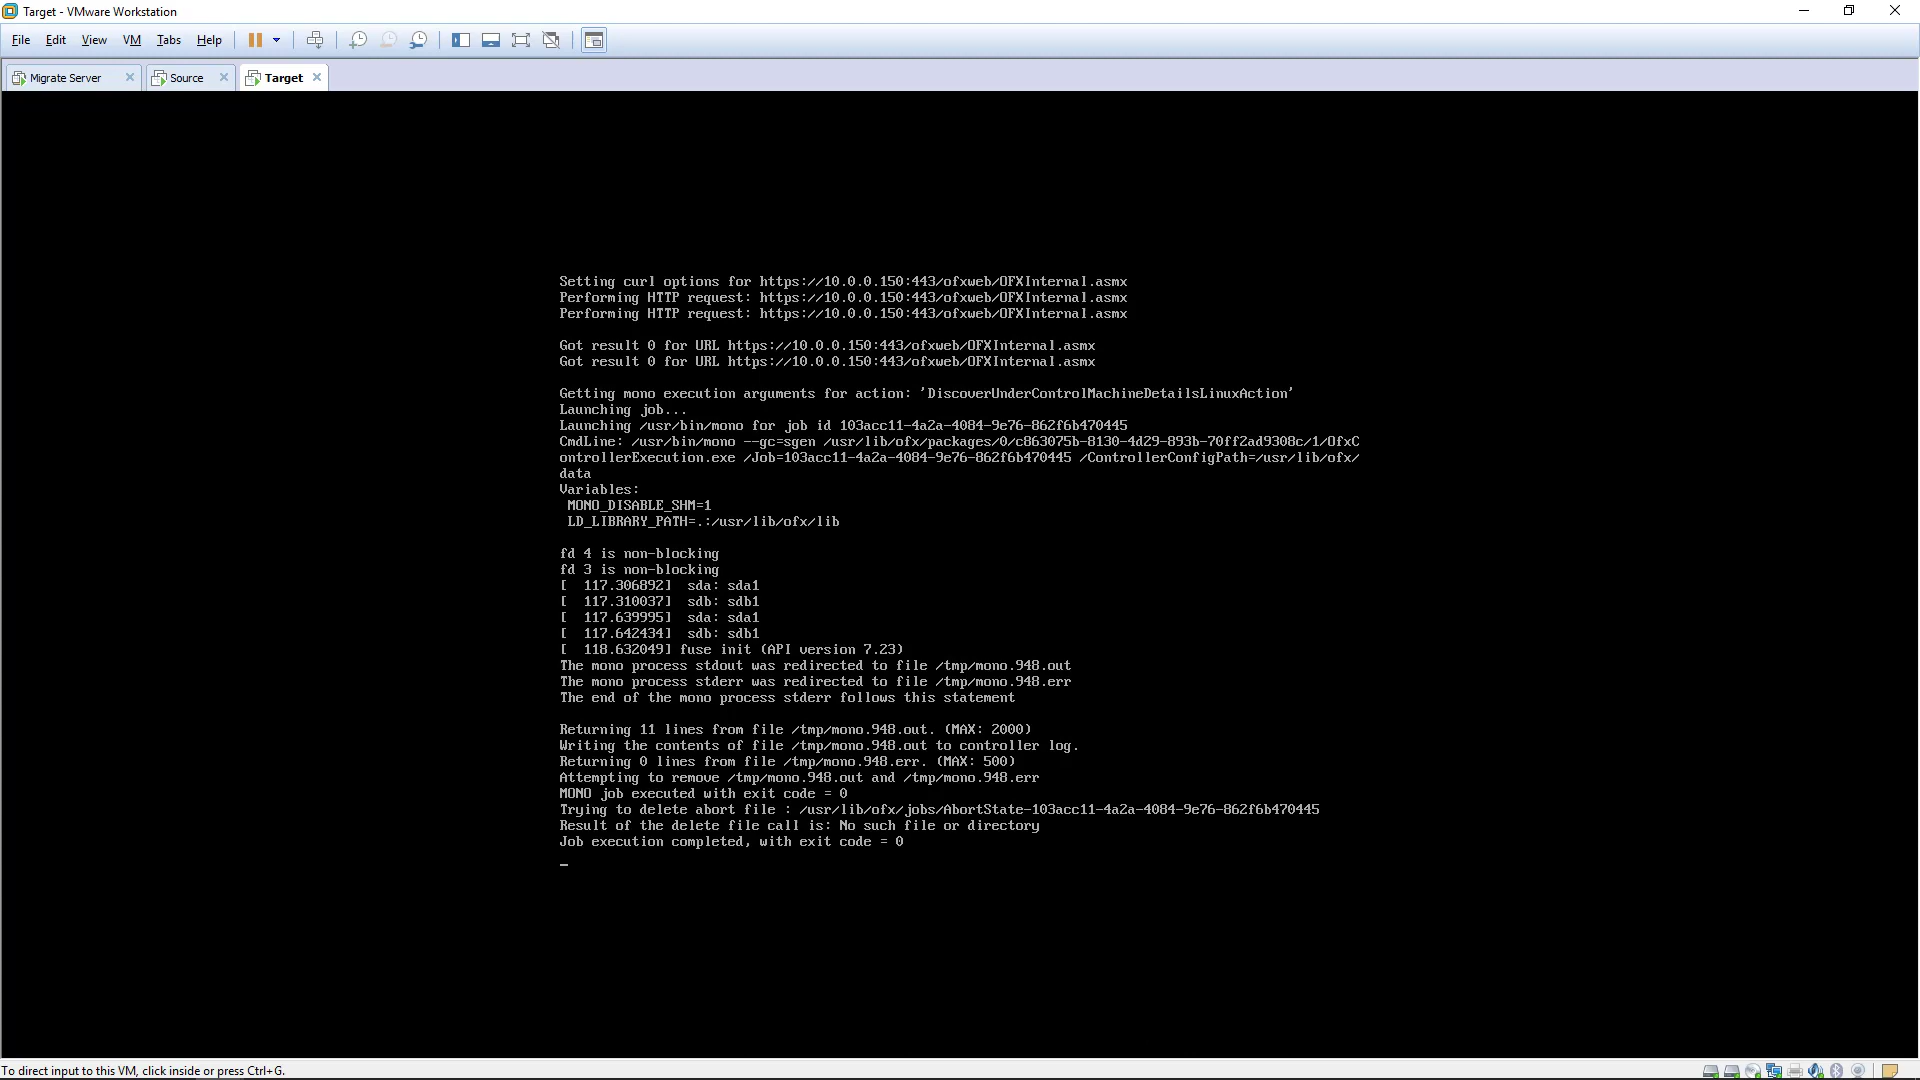 Target - VMware Workstation
File Edit View VM Tabs Help
Migrate Server Source Target
Setting curl options for https://10.0.0.150:443/ofxweb/OFXInternal.asmx
Performing HTTP request: https://10.0.0.150:443/ofxweb/OFXInternal.asmx
Performing HTTP request: https://10.0.0.150:443/ofxweb/OFXInternal.asmx
Got result 0 for URL https://10.0.0.150:443/ofxweb/OFXInternal.asmx
Got result 0 for URL https://10.0.0.150:443/ofxweb/OFXInternal.asmx
Getting mono execution arguments for action: 'DiscoverUnderControlMachineDetailsLinuxAction'
Launching job...
Launching /usr/bin/mono for job id 103acc11-4a2a-4084-9e76-862f6b470445
CmdLine: /usr/bin/mono --gc=sgen /usr/lib/ofx/packages/0/c863075b-8130-4d29-893b-70ff2ad9308c/1/OfxC
ontrollerExecution.exe /Job=103acc11-4a2a-4084-9e76-862f6b470445 /ControllerConfigPath=/usr/lib/ofx/
data
Variables:
MONO_DISABLE_SHM=1
LD_LIBRARY_PATH=.:/usr/lib/ofx/lib
fd 4 is non-blocking
fd 3 is non-blocking
[  117.306892]  sda: sda1
[  117.310037]  sdb: sdb1
[  117.639995]  sda: sda1
[  117.642434]  sdb: sdb1
[  118.632049] fuse init (API version 7.23)
The mono process stdout was redirected to file /tmp/mono.948.out
The mono process stderr was redirected to file /tmp/mono.948.err
The end of the mono process stderr follows this statement
Returning 11 lines from file /tmp/mono.948.out. (MAX: 2000)
Writing the contents of file /tmp/mono.948.out to controller log.
Returning 0 lines from file /tmp/mono.948.err. (MAX: 500)
Attempting to remove /tmp/mono.948.out and /tmp/mono.948.err
MONO job executed with exit code = 0
Trying to delete abort file : /usr/lib/ofx/jobs/AbortState-103acc11-4a2a-4084-9e76-862f6b470445
Result of the delete file call is: No such file or directory
Job execution completed, with exit code = 0
_
To direct input to this VM, click inside or press Ctrl+G.